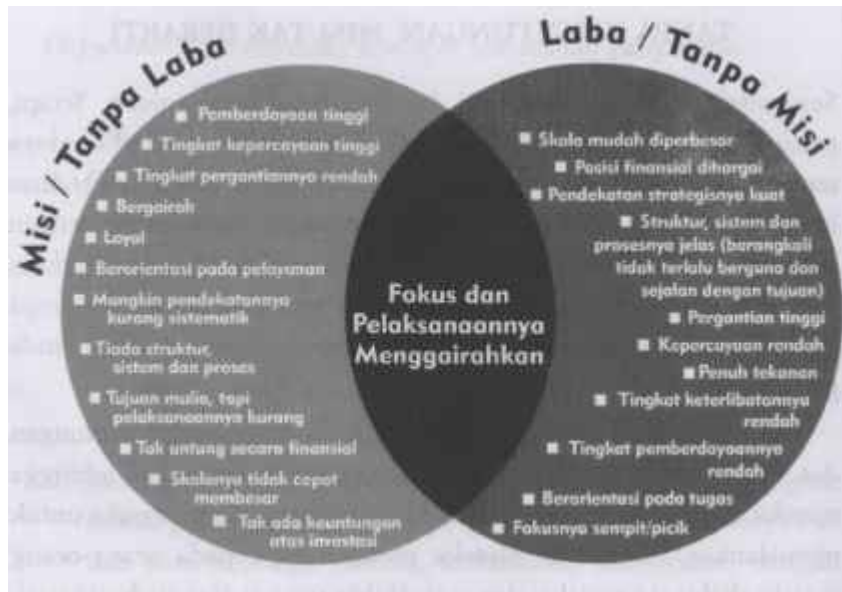 Misi / Tanpa Laba
Pemberdayaan tinggi
Tingkat kepercayaan tinggi
Tingkat pergantiannya rendah
Bergairah
Loyal
Berorientasi pada pelayanan
Mungkin pendekatannya
kurang sistematik
Tiada struktur,
sistem dan proses
Tujuan mulia, tapi
pelaksanaannya kurang
Tak untung secara finansial
Skalanya tidak cepat
membesar
Tak ada keuntungan
atas investasi
Fokus dan
Pelaksanaannya
Menggairahkan
Laba / Tanpa Misi
Skala mudah diperbesar
Posisi finansial dihargai
Pendekatan strategisnya kuat
Struktur, sistem dan
prosesnya jelas (barangkali
tidak terlalu berguna dan
sejalan dengan tujuan)
Pergantian tinggi
Kepercayaan rendah
Penuh tekanan
Tingkat keterlibatannya
rendah
Tingkat pemberdayaannya
rendah
Berorientasi pada tugas
Fokusnya sempit/picik